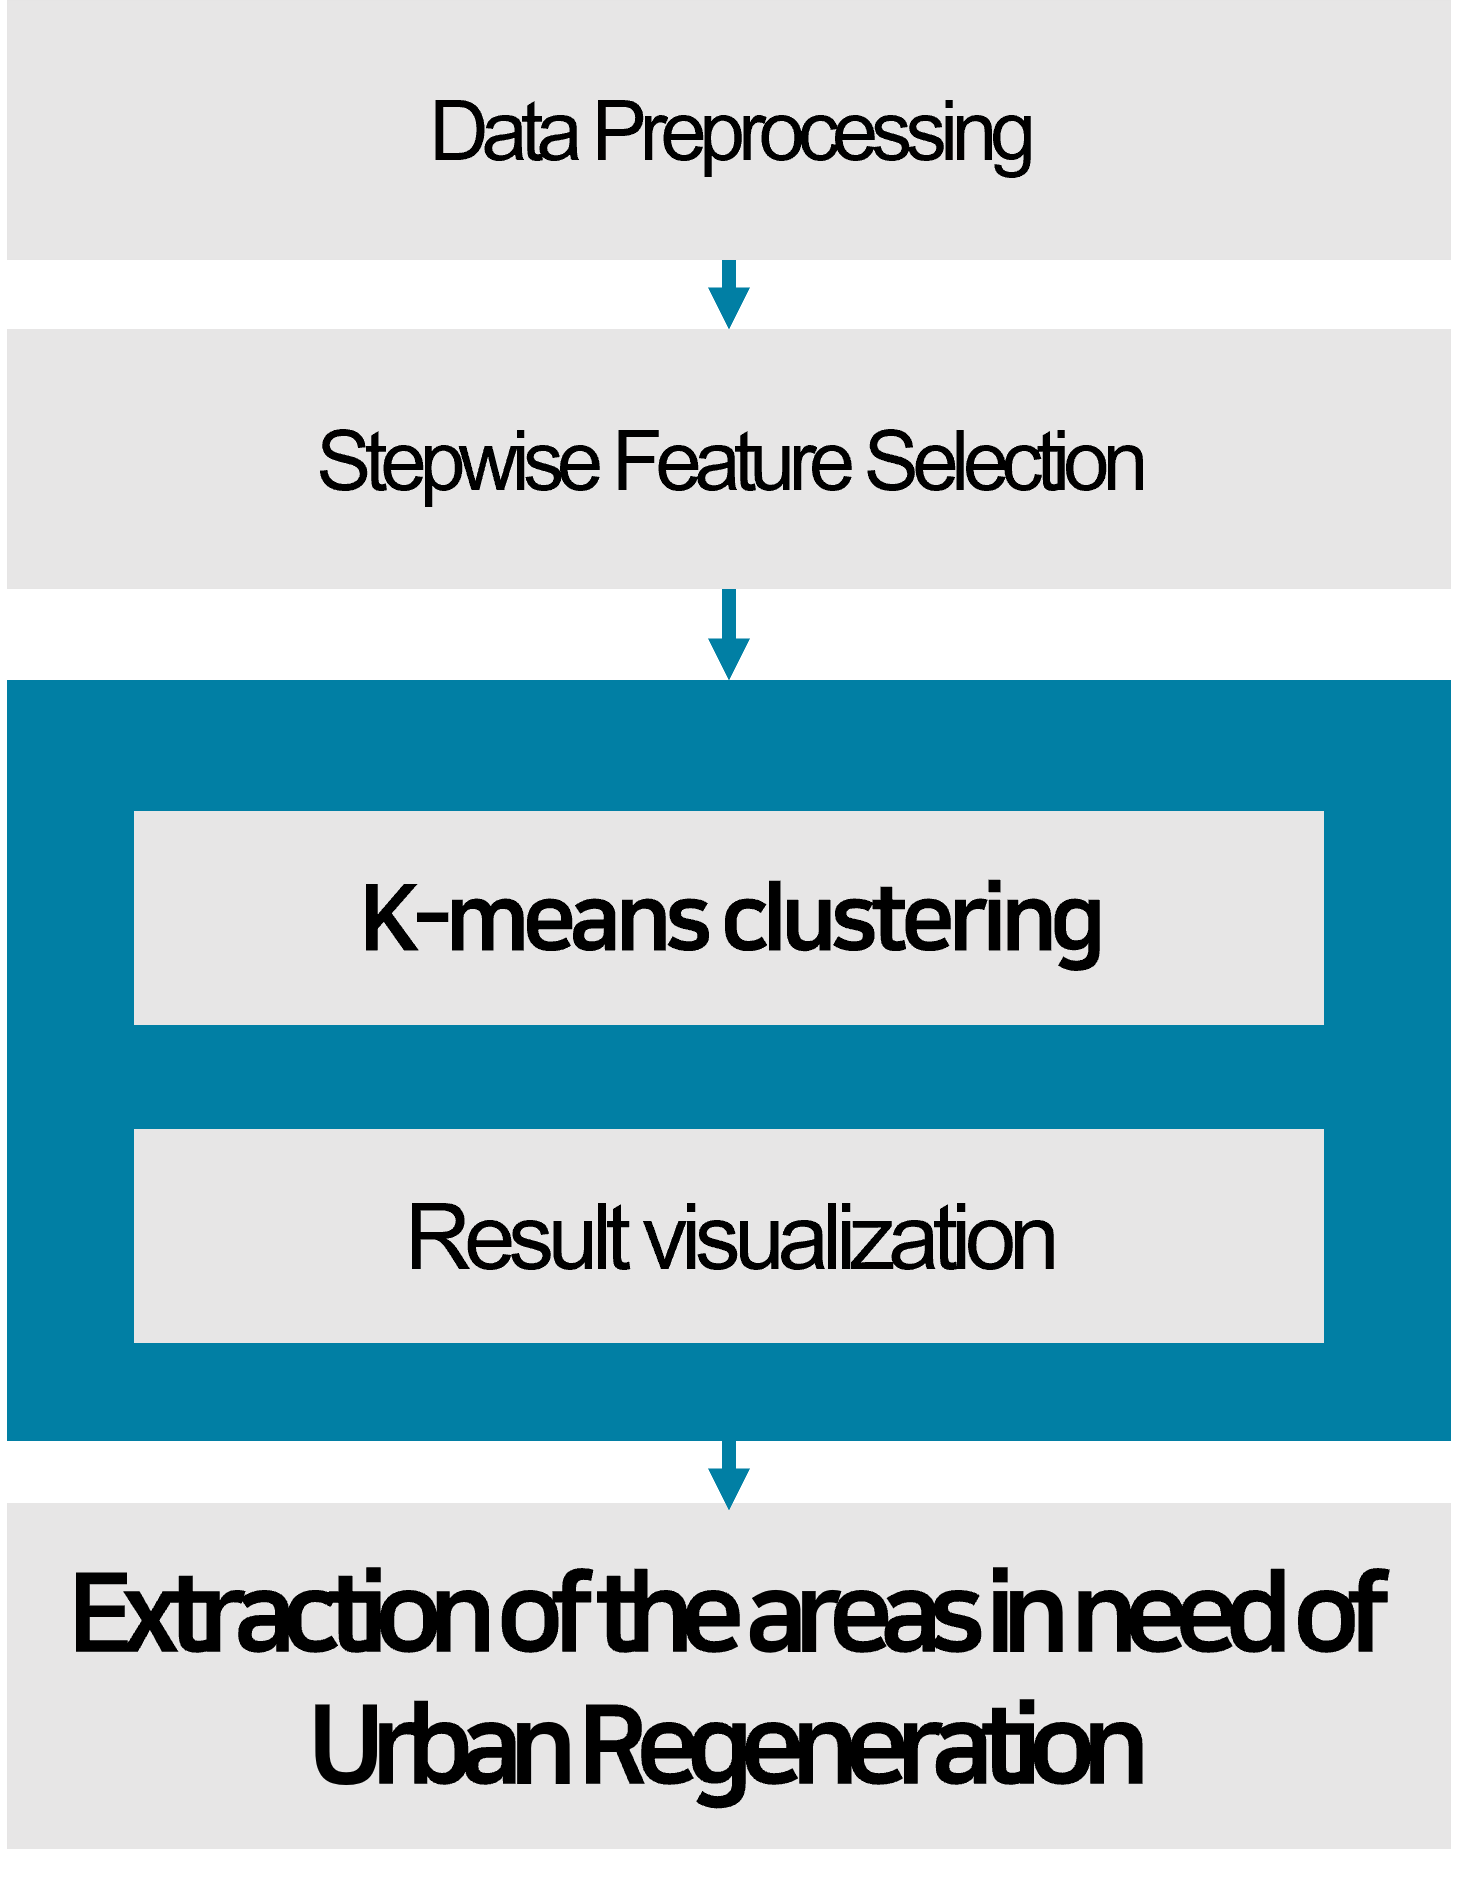 Data Preprocessing
Stepwise Feature Selection
K-means clustering
Result visualization
Extraction of the areas in need of
Urban Regeneration